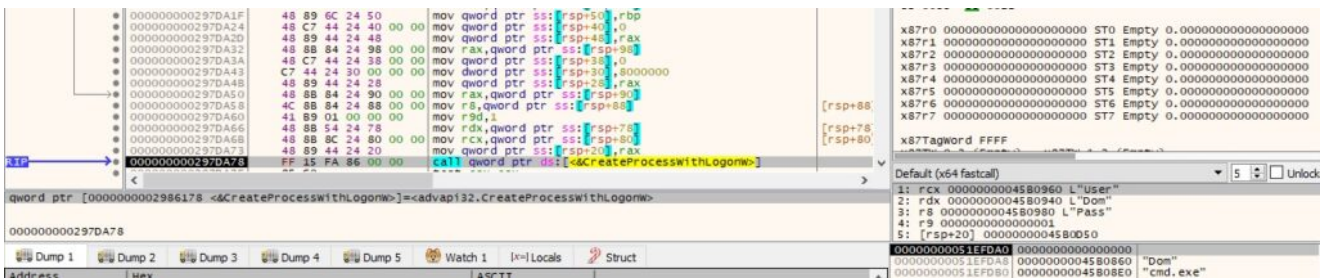 000000000297DA1F 48 89 6C 24 50 mov qword ptr ss:[rsp+50],rbp
000000000297DA24 48 C7 44 24 40 00 00 mov qword ptr ss:[rsp+40],0
000000000297DA2D 48 89 44 24 48 mov qword ptr ss:[rsp+48],rax
000000000297DA32 48 8B 84 24 98 00 00 mov rax,qword ptr ss:[rsp+98]
000000000297DA3A 48 C7 44 24 38 00 00 mov qword ptr ss:[rsp+38],0
000000000297DA43 C7 44 24 30 00 00 00 mov dword ptr ss:[rsp+30],8000000
000000000297DA4B 48 89 44 24 28 mov qword ptr ss:[rsp+28],rax
000000000297DA50 48 8B 84 24 90 00 00 mov rax,qword ptr ss:[rsp+90]
000000000297DA58 4C 8B 84 24 88 00 00 mov r8,qword ptr ss:[rsp+88] [rsp+88]
000000000297DA60 41 B9 01 00 00 00 mov r9d,1
000000000297DA66 48 8B 54 24 78 mov rdx,qword ptr ss:[rsp+78] [rsp+78]
000000000297DA6B 48 8B 8C 24 80 00 00 mov rcx,qword ptr ss:[rsp+80] [rsp+80]
000000000297DA73 48 89 44 24 20 mov qword ptr ss:[rsp+20],rax
RIP 000000000297DA78 FF 15 FA 86 00 00 call qword ptr ds:[<&CreateProcessWithLogonW>]
qword ptr [0000000002986178 <&CreateProcessWithLogonW>]=<advapi32.CreateProcessWithLogonW>
000000000297DA78
Dump 1 Dump 2 Dump 3 Dump 4 Dump 5 Watch 1 [x=] Locals Struct
Address Hex ASCII
x87r0 00000000000000000000 ST0 Empty 0.000000000000000000
x87r1 00000000000000000000 ST1 Empty 0.000000000000000000
x87r2 00000000000000000000 ST2 Empty 0.000000000000000000
x87r3 00000000000000000000 ST3 Empty 0.000000000000000000
x87r4 00000000000000000000 ST4 Empty 0.000000000000000000
x87r5 00000000000000000000 ST5 Empty 0.000000000000000000
x87r6 00000000000000000000 ST6 Empty 0.000000000000000000
x87r7 00000000000000000000 ST7 Empty 0.000000000000000000
x87TagWord FFFF
Default (x64 fastcall) 5 Unlock
1: rcx 00000000045B0960 L"User"
2: rdx 00000000045B0940 L"Dom"
3: r8 00000000045B0980 L"Pass"
4: r9 0000000000000001
5: [rsp+20] 00000000045B0D50
00000000051EFDA0 0000000000000000
00000000051EFDA8 00000000045B0860 "Dom"
00000000051EFDB0 00000000045B08E0 "cmd.exe"